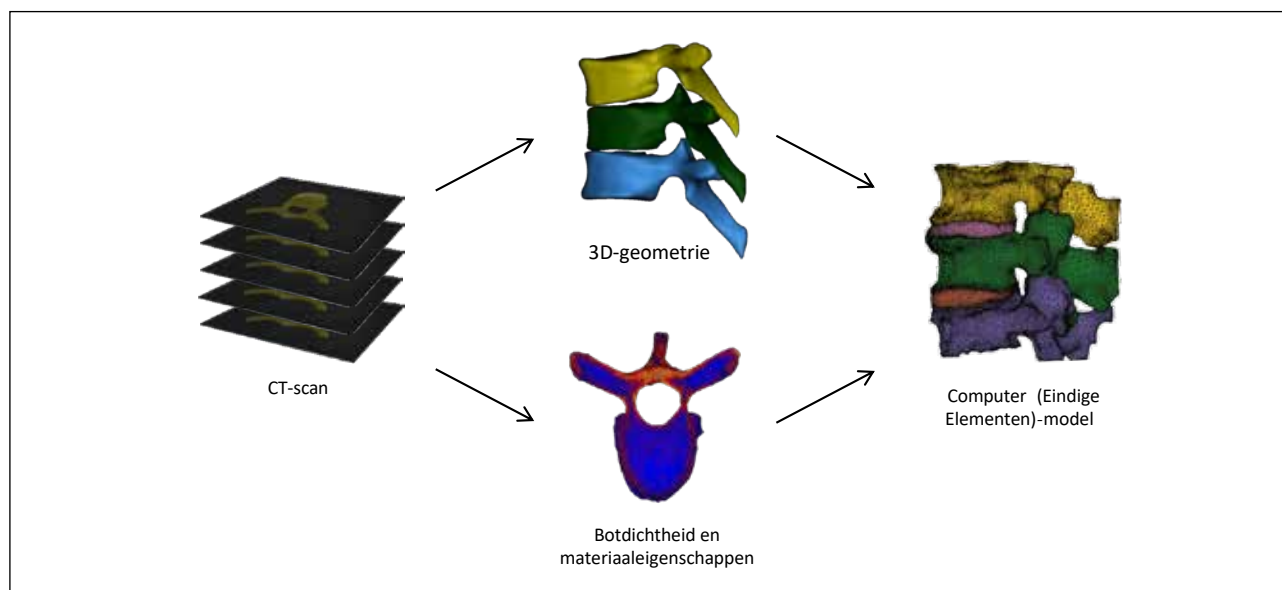 3D-geometrie
CT-scan
Botdichtheid en
materiaaleigenschappen
Computer (Eindige
Elementen)-model